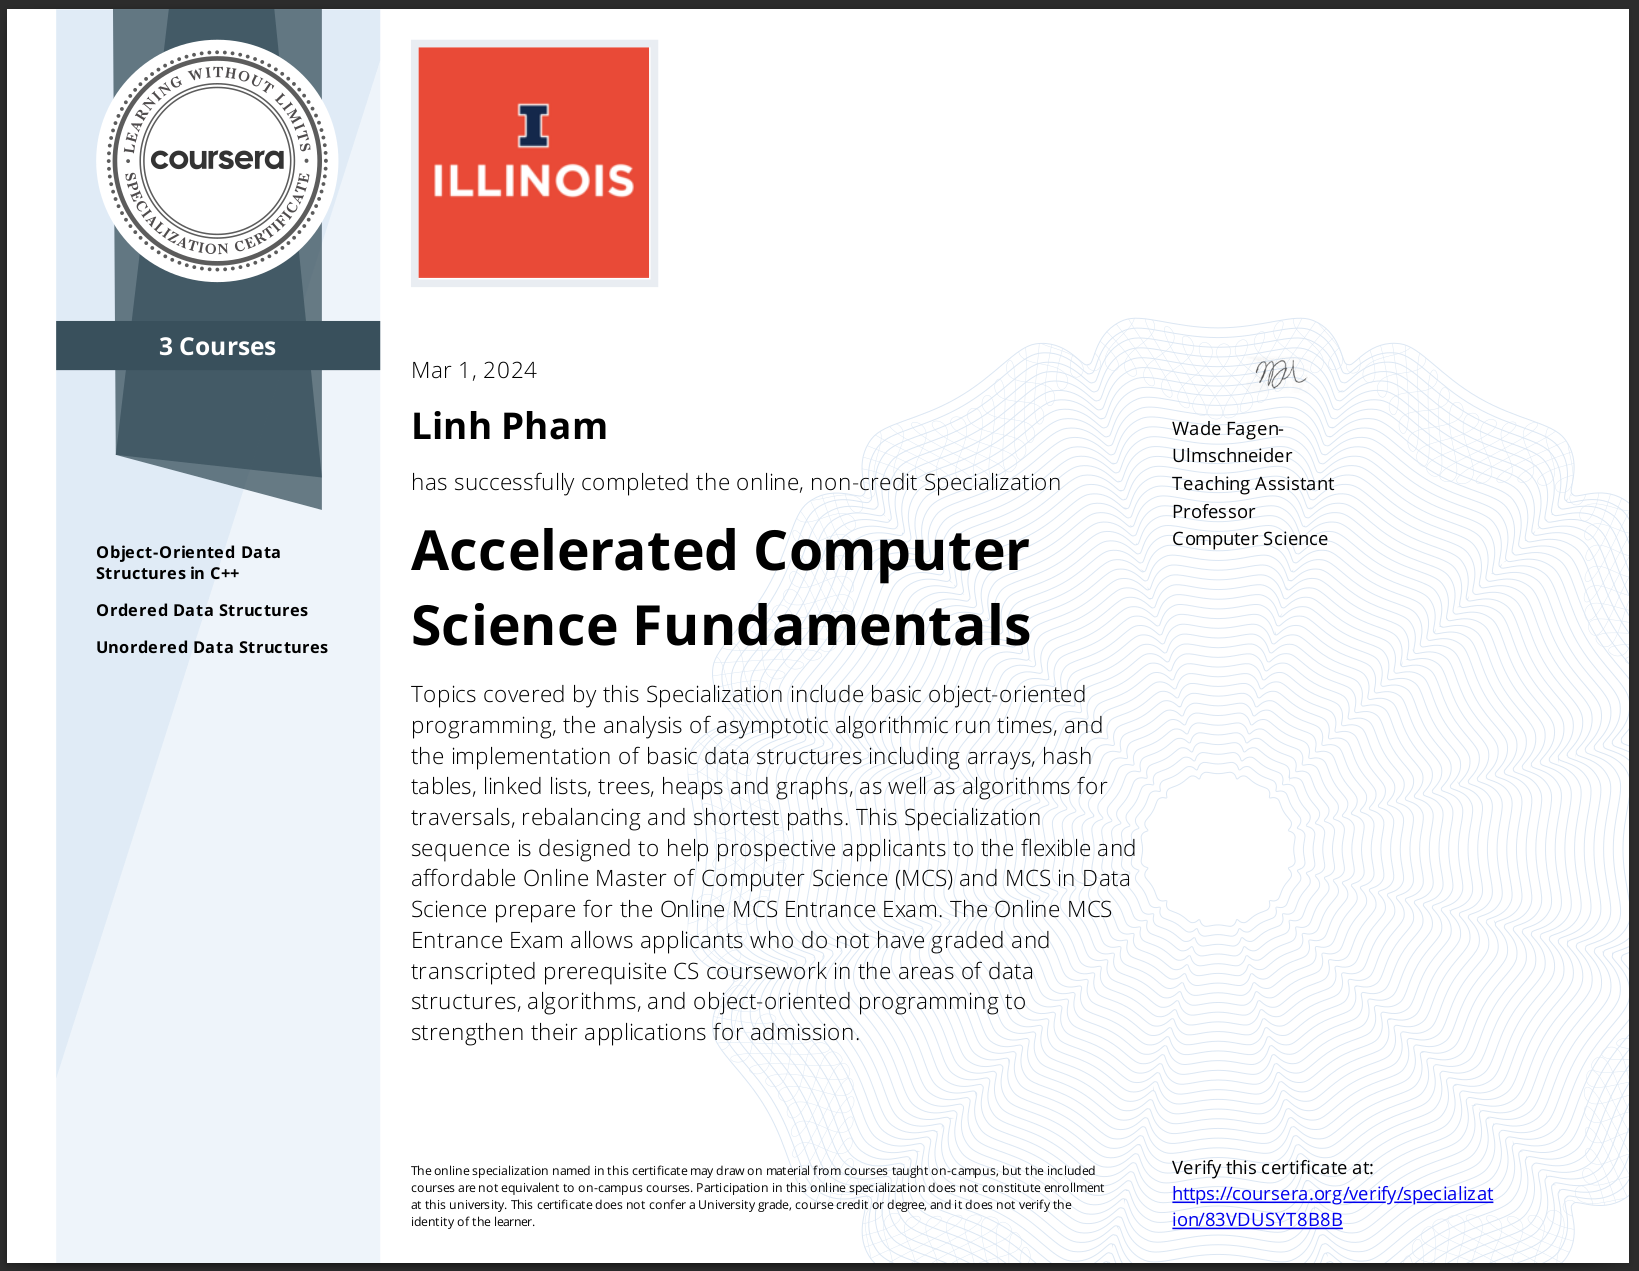 LEARNING WITHOUT LIMITS
coursera
SPECIALIZATION CERTIFICATE
3 Courses
Object-Oriented Data
Structures in C++
Ordered Data Structures
Unordered Data Structures
I
ILLINOIS
Mar 1, 2024
Linh Pham
has successfully completed the online, non-credit Specialization
Accelerated Computer
Science Fundamentals
Topics covered by this Specialization include basic object-oriented
programming, the analysis of asymptotic algorithmic run times, and
the implementation of basic data structures including arrays, hash
tables, linked lists, trees, heaps and graphs, as well as algorithms for
traversals, rebalancing and shortest paths. This Specialization
sequence is designed to help prospective applicants to the flexible and
affordable Online Master of Computer Science (MCS) and MCS in Data
Science prepare for the Online MCS Entrance Exam. The Online MCS
Entrance Exam allows applicants who do not have graded and
transcripted prerequisite CS coursework in the areas of data
structures, algorithms, and object-oriented programming to
strengthen their applications for admission.
Wade Fagen-
Ulmschneider
Teaching Assistant
Professor
Computer Science
The online specialization named in this certificate may draw on material from courses taught on-campus, but the included
courses are not equivalent to on-campus courses. Participation in this online specialization does not constitute enrollment
at this university. This certificate does not confer a University grade, course credit or degree, and it does not verify the
identity of the learner.
Verify this certificate at:
https://coursera.org/verify/specializat
ion/83VDUSYT8B8B